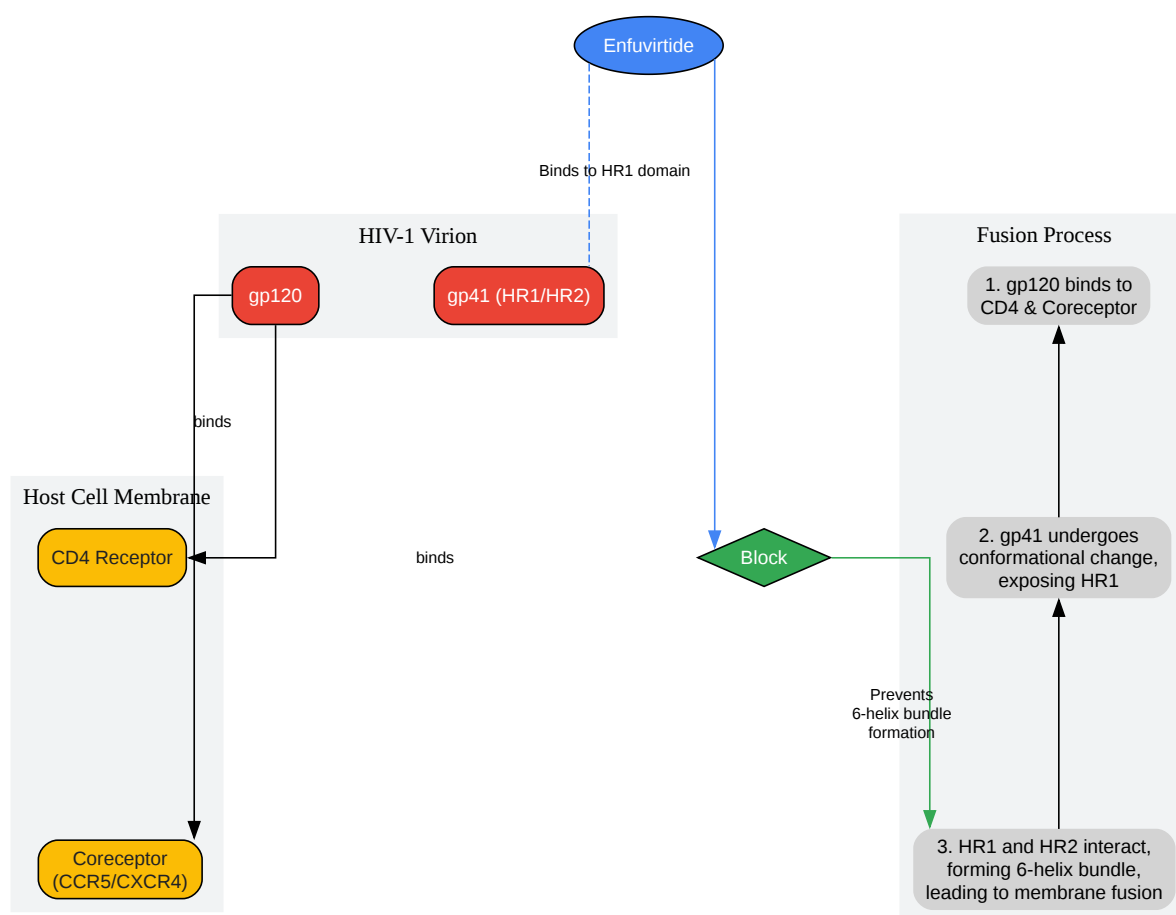 Enfuvirtide
Binds to HR1 domain
HIV-1 Virion
gp120
gp41 (HR1/HR2)
binds
Host Cell Membrane
CD4 Receptor
binds
Coreceptor
(CCR5/CXCR4)
Block
Prevents
6-helix bundle
formation
Fusion Process
1. gp120 binds to
CD4 & Coreceptor
2. gp41 undergoes
conformational change,
exposing HR1
3. HR1 and HR2 interact,
forming 6-helix bundle,
leading to membrane fusion